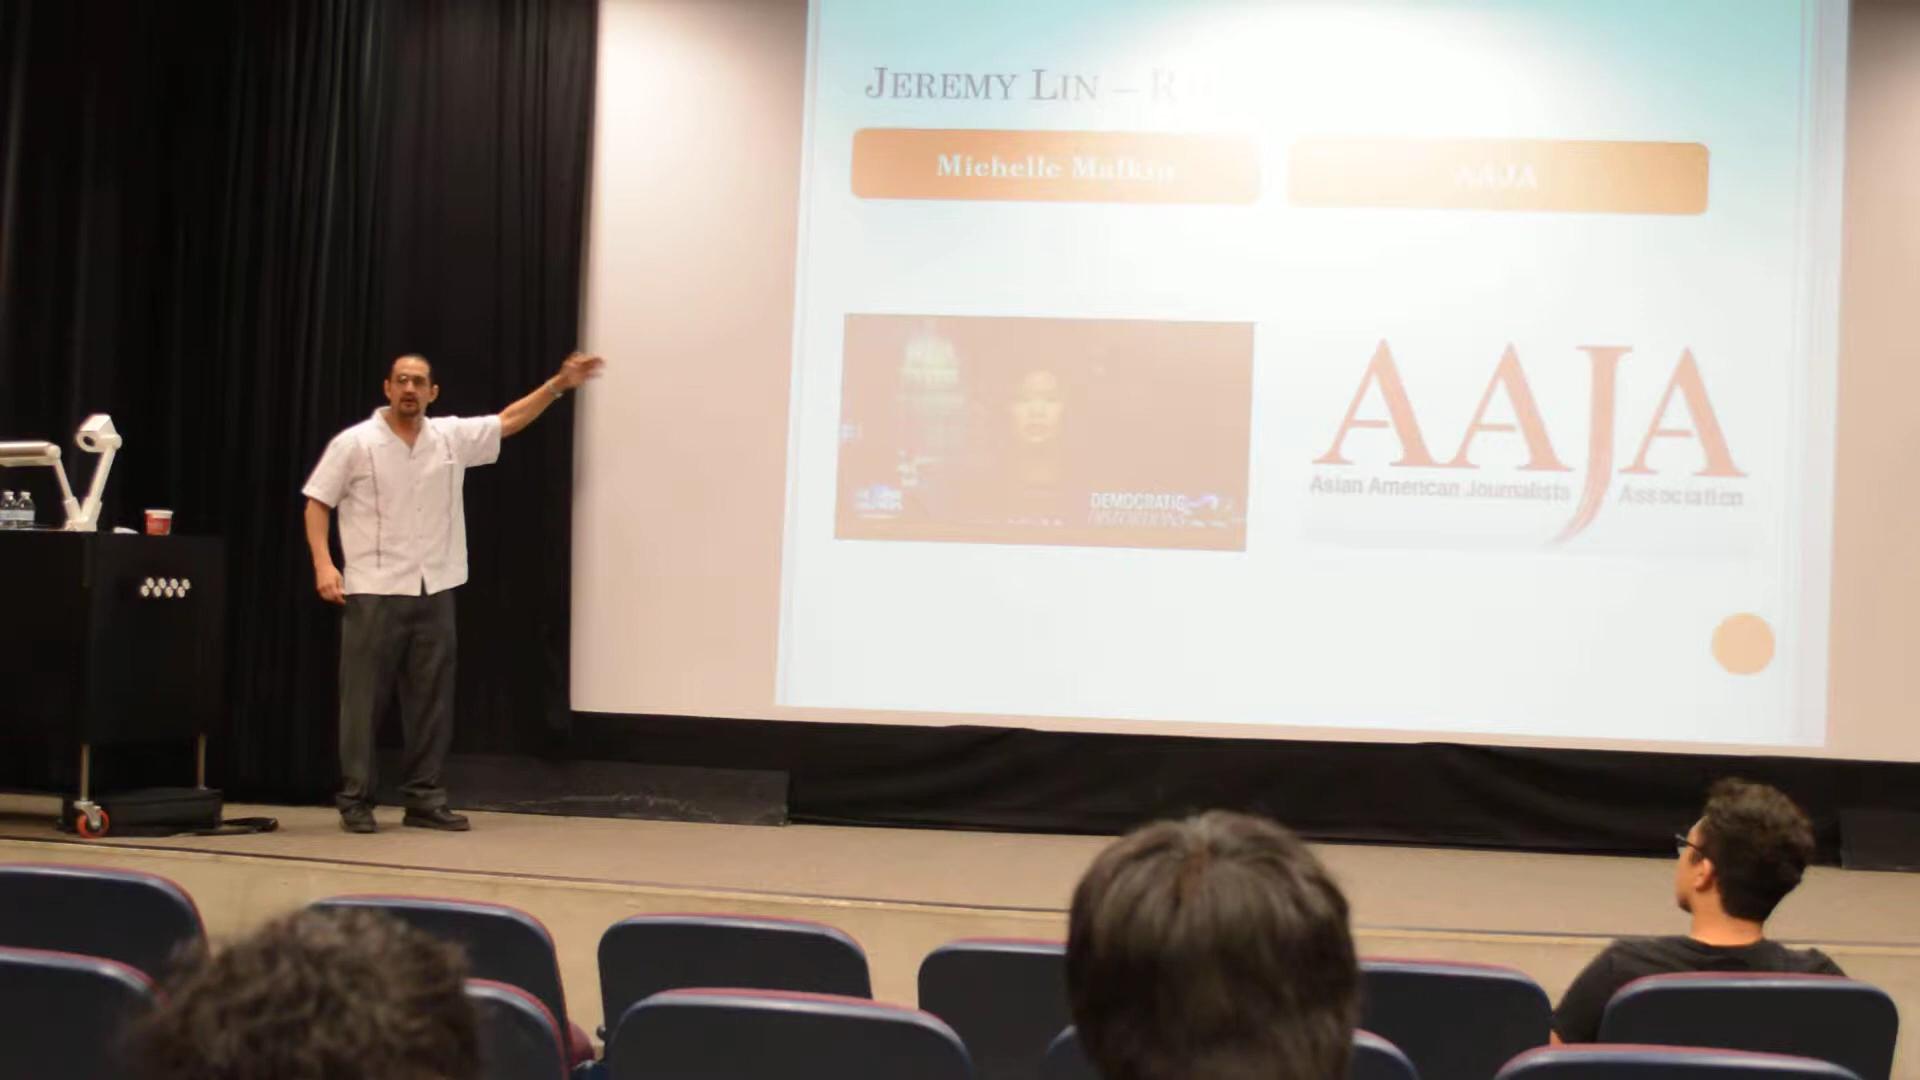 JEREMY LIN –
Michelle Malkin
AAJA
DEMOCRATIC
AAJA
Asian American Journalists Association